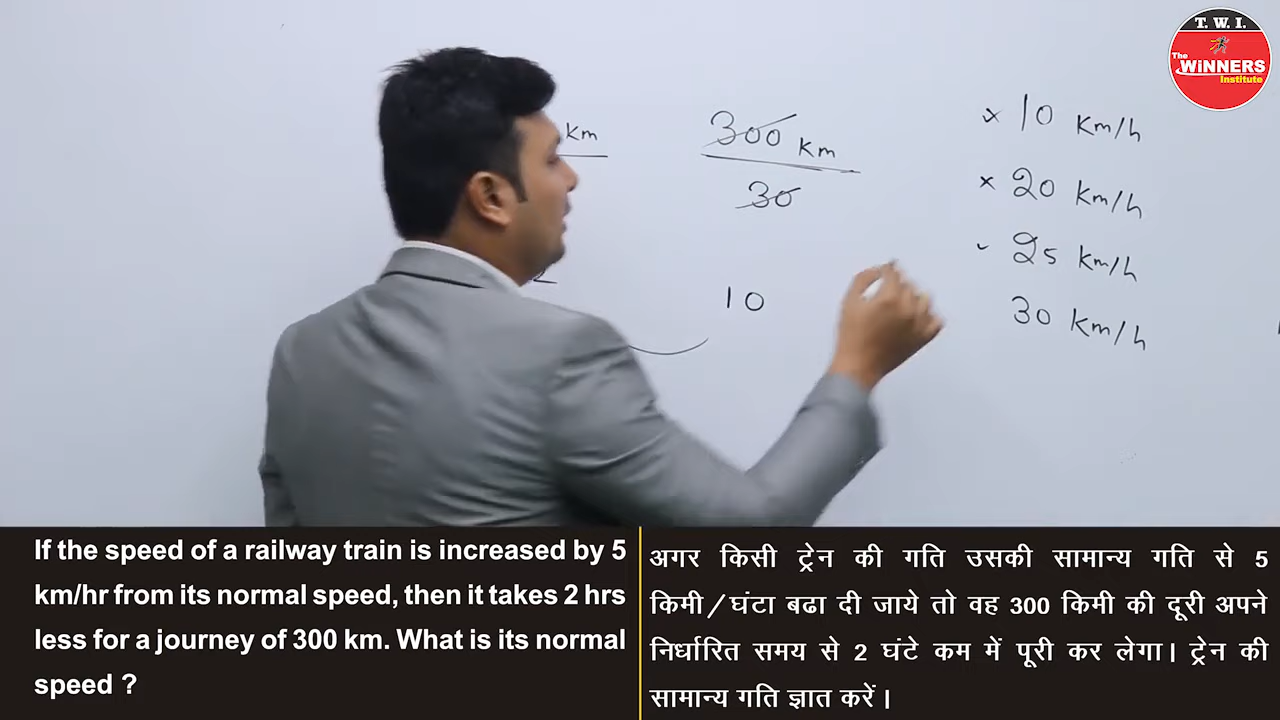 T. W. I.
The
WINNERS
Institute
Km
300 Km
30
10
× 10 Km/h
× 20 Km/h
✓ 25 Km/h
30 Km/h
If the speed of a railway train is increased by 5
km/hr from its normal speed, then it takes 2 hrs
less for a journey of 300 km. What is its normal
speed ?
अगर किसी ट्रेन की गति उसकी सामान्य गति से 5
किमी/घंटा बढा दी जाये तो वह 300 किमी की दूरी अपने
निर्धारित समय से 2 घंटे कम में पूरी कर लेगा। ट्रेन की
सामान्य गति ज्ञात करें।